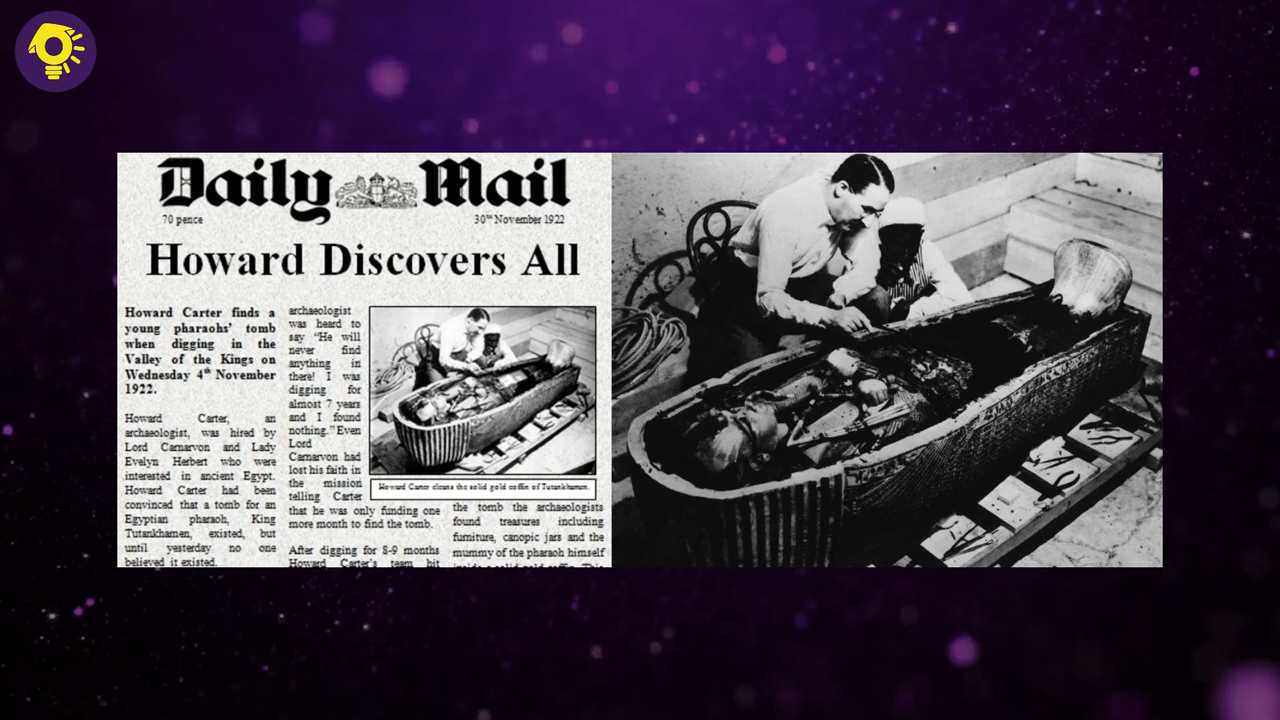 Daily Mail
70 pence
30th November 1922
Howard Discovers All
Howard Carter finds a
young pharaohs' tomb
when digging in the
Valley of the Kings on
Wednesday 4th November
1922.
Howard Carter, an
archaeologist, was hired by
Lord Carnarvon and Lady
Evelyn Herbert who were
interested in ancient Egypt.
Howard Carter had been
convinced that a tomb for an
Egyptian pharaoh, King
Tutankhamen, existed, but
until yesterday no one
believed it existed.
archaeologist
was heard to
say "He will
never find
anything in
there! I was
digging for
almost 7 years
and I found
nothing." Even
Lord
Carnarvon had
lost his faith in
the mission
telling Carter
that he was only funding one
more month to find the tomb.
After digging for 8-9 months
Howard Carter's team hit
Howard Carter cleans the solid gold coffin of Tutankhamen.
the tomb the archaeologists
found treasures including
furniture, canopic jars and the
mummy of the pharaoh himself
inside a solid gold coffin. This